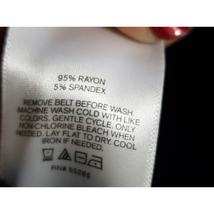 95% RAYON
5% SPANDEX
REMOVE BELT BEFORE WASH.
MACHINE WASH COLD WITH LIKE
COLORS, GENTLE CYCLE. ONLY
NON-CHLORINE BLEACH WHEN
NEEDED. LAY FLAT TO DRY. COOL
IRON IF NEEDED.